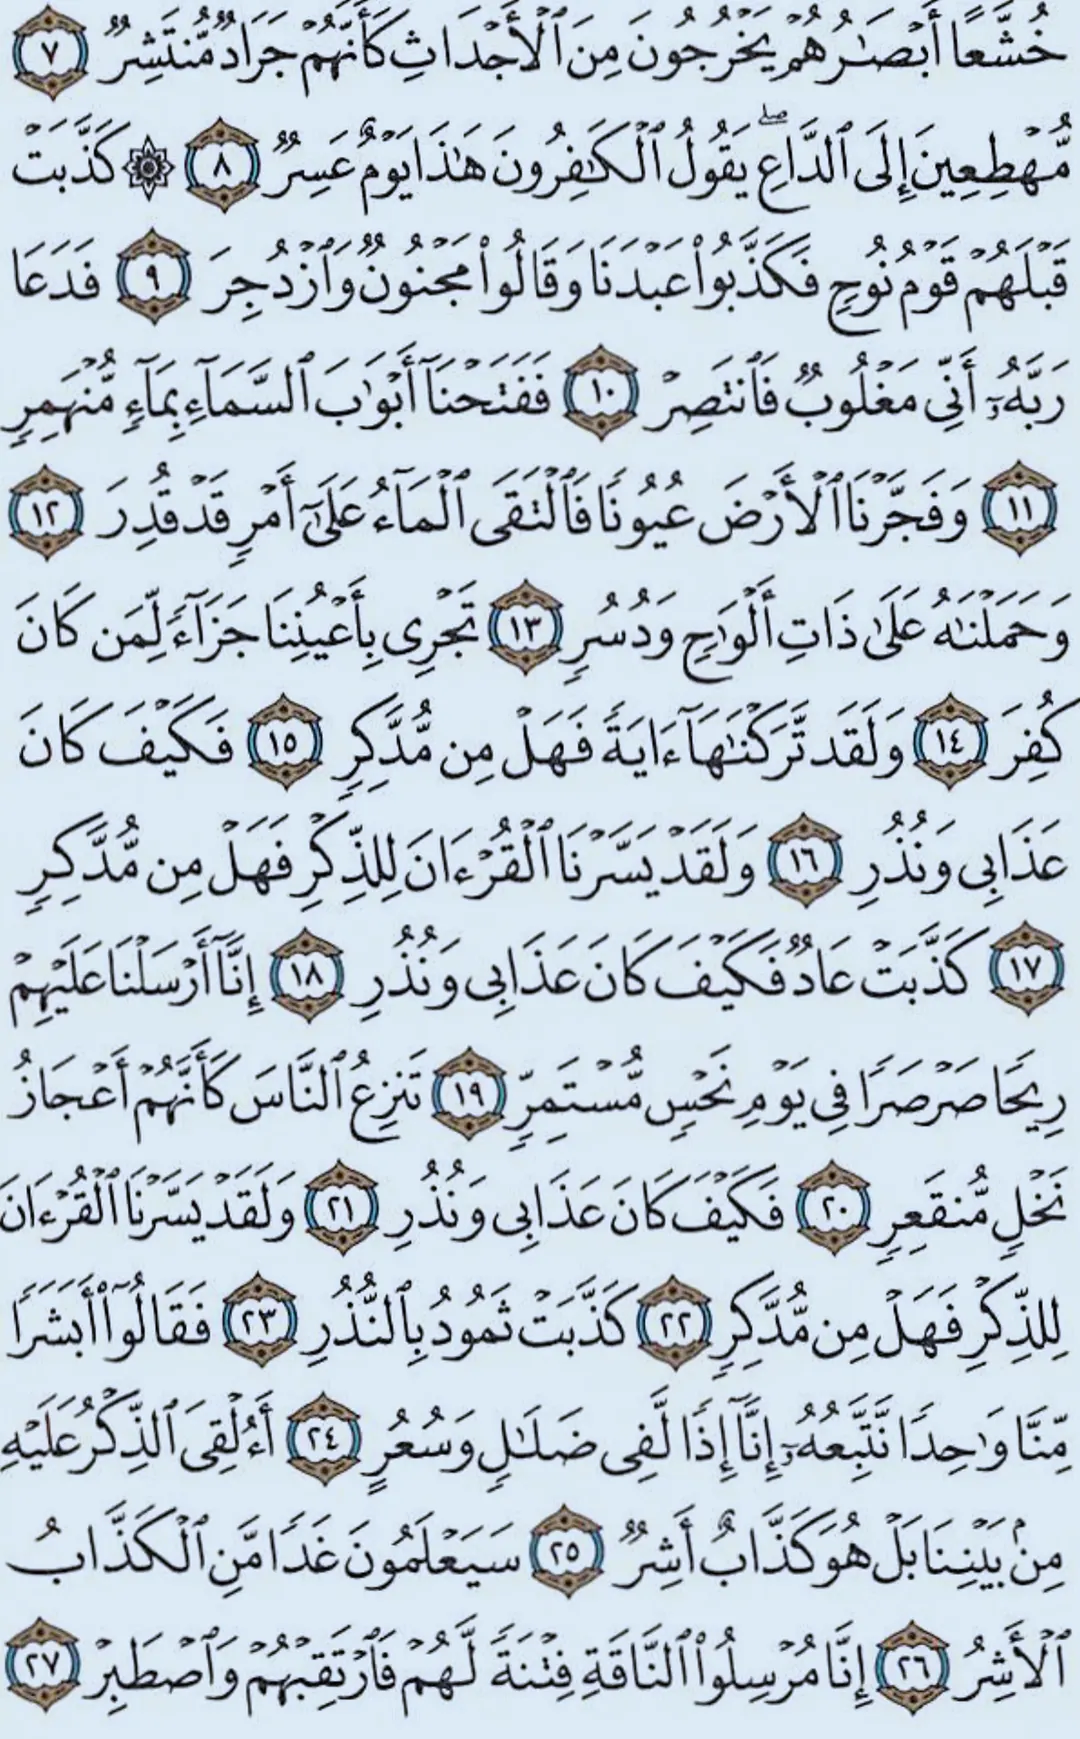 خُشَّعًا أَبْصَـٰرُهُمْ يَخْرُجُونَ مِنَ ٱلْأَجْدَاثِ كَأَنَّهُمْ جَرَادٌ مُّنتَشِرٌ ٧
مُّهْطِعِينَ إِلَى ٱلدَّاعِ ۖ يَقُولُ ٱلْكَـٰفِرُونَ هَـٰذَا يَوْمٌ عَسِرٌ ٨ ۞ كَذَّبَتْ
قَبْلَهُمْ قَوْمُ نُوحٍ فَكَذَّبُوا۟ عَبْدَنَا وَقَالُوا۟ مَجْنُونٌ وَٱزْدُجِرَ ٩ فَدَعَا
رَبَّهُۥٓ أَنِّى مَغْلُوبٌ فَٱنتَصِرْ ١٠ فَفَتَحْنَآ أَبْوَٰبَ ٱلسَّمَآءِ بِمَآءٍ مُّنْهَمِرٍ
١١ وَفَجَّرْنَا ٱلْأَرْضَ عُيُونًا فَٱلْتَقَى ٱلْمَآءُ عَلَىٰٓ أَمْرٍ قَدْ قُدِرَ ١٢
وَحَمَلْنَـٰهُ عَلَىٰ ذَاتِ أَلْوَٰحٍ وَدُسُرٍ ١٣ تَجْرِى بِأَعْيُنِنَا جَزَآءً لِّمَن كَانَ
كُفِرَ ١٤ وَلَقَد تَّرَكْنَـٰهَآ ءَايَةً فَهَلْ مِن مُّدَّكِرٍ ١٥ فَكَيْفَ كَانَ
عَذَابِى وَنُذُرِ ١٦ وَلَقَدْ يَسَّرْنَا ٱلْقُرْءَانَ لِلذِّكْرِ فَهَلْ مِن مُّدَّكِرٍ
١٧ كَذَّبَتْ عَادٌ فَكَيْفَ كَانَ عَذَابِى وَنُذُرِ ١٨ إِنَّآ أَرْسَلْنَا عَلَيْهِمْ
رِيحًا صَرْصَرًا فِى يَوْمِ نَحْسٍ مُّسْتَمِرٍّ ١٩ تَنزِعُ ٱلنَّاسَ كَأَنَّهُمْ أَعْجَازُ
نَخْلٍ مُّنقَعِرٍ ٢٠ فَكَيْفَ كَانَ عَذَابِى وَنُذُرِ ٢١ وَلَقَدْ يَسَّرْنَا ٱلْقُرْءَانَ
لِلذِّكْرِ فَهَلْ مِن مُّدَّكِرٍ ٢٢ كَذَّبَتْ ثَمُودُ بِٱلنُّذُرِ ٢٣ فَقَالُوٓا۟ أَبَشَرًا
مِّنَّا وَٰحِدًا نَّتَّبِعُهُۥٓ إِنَّآ إِذًا لَّفِى ضَلَـٰلٍ وَسُعُرٍ ٢٤ أَءُلْقِىَ ٱلذِّكْرُ عَلَيْهِ
مِنۢ بَيْنِنَا بَلْ هُوَ كَذَّابٌ أَشِرٌ ٢٥ سَيَعْلَمُونَ غَدًا مَّنِ ٱلْكَذَّابُ
ٱلْأَشِرُ ٢٦ إِنَّا مُرْسِلُوا۟ ٱلنَّاقَةِ فِتْنَةً لَّهُمْ فَٱرْتَقِبْهُمْ وَٱصْطَبِرْ ٢٧